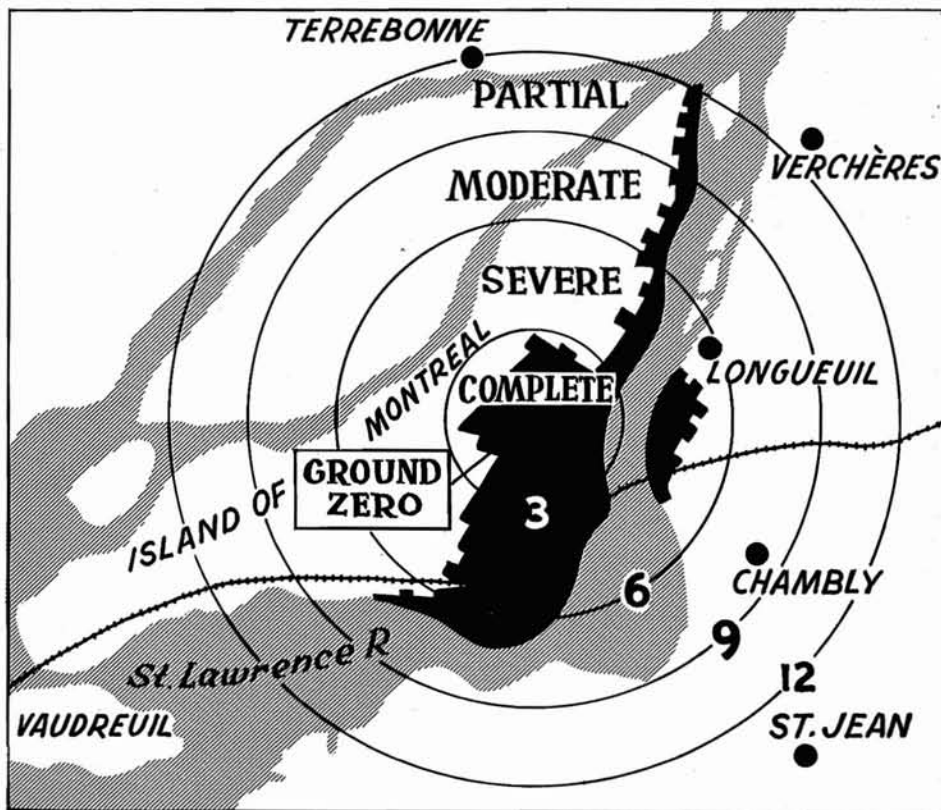 TERREBONNE
PARTIAL
VERCHÈRES
MODERATE
SEVERE
LONGUEUIL
COMPLETE
ISLAND OF MONTREAL
GROUND
ZERO
3
6
CHAMBLY
9
12
St. Lawrence R
VAUDREUIL
ST. JEAN